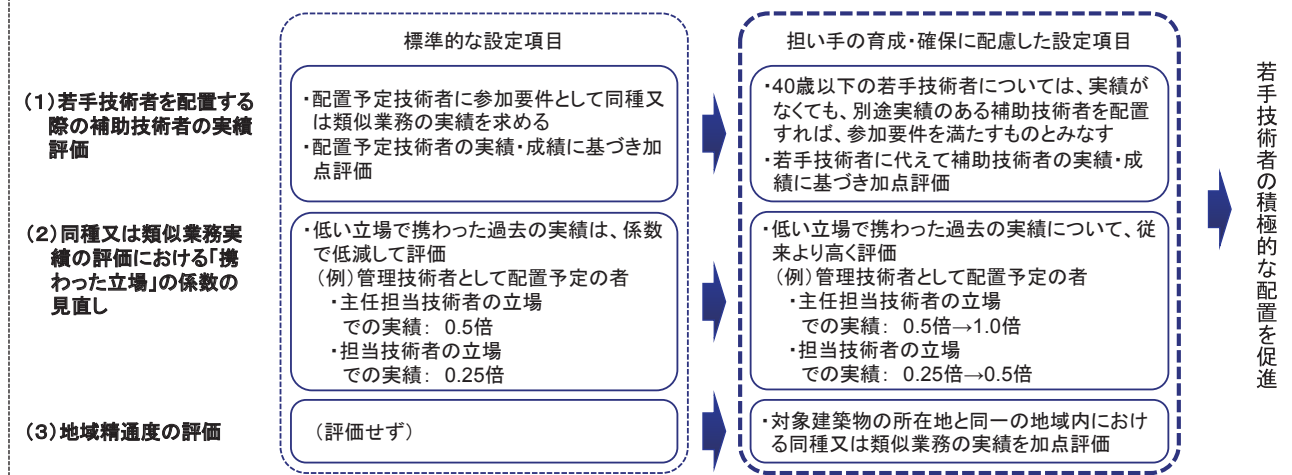 標準的な設定項目
担い手の育成・確保に配慮した設定項目
(1)若手技術者を配置する
際の補助技術者の実績
評価
・配置予定技術者に参加要件として同種又
は類似業務の実績を求める
・配置予定技術者の実績・成績に基づき加
点評価
・40歳以下の若手技術者については、実績が
なくても、別途実績のある補助技術者を配置
すれば、参加要件を満たすものとみなす
・若手技術者に代えて補助技術者の実績・成
績に基づき加点評価
(2)同種又は類似業務実
績の評価における「携
わった立場」の係数の
見直し
・低い立場で携わった過去の実績は、係数
で低減して評価
(例)管理技術者として配置予定の者
・主任担当技術者の立場
での実績: 0.5倍
・担当技術者の立場
での実績: 0.25倍
・低い立場で携わった過去の実績について、従
来より高く評価
(例)管理技術者として配置予定の者
・主任担当技術者の立場
での実績: 0.5倍→1.0倍
・担当技術者の立場
での実績: 0.25倍→0.5倍
(3)地域精通度の評価
(評価せず)
・対象建築物の所在地と同一の地域内におけ
る同種又は類似業務の実績を加点評価
若手技術者の積極的な配置を促進